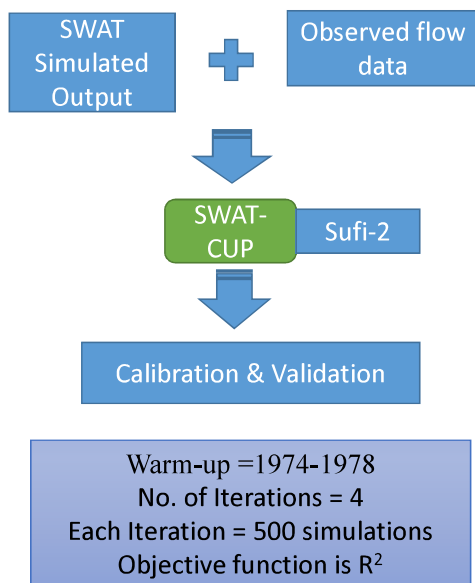 SWAT
Simulated
Output
Observed flow
data
SWAT-
CUP
Sufi-2
Calibration & Validation
Warm-up =1974-1978
No. of Iterations = 4
Each Iteration = 500 simulations
Objective function is R²